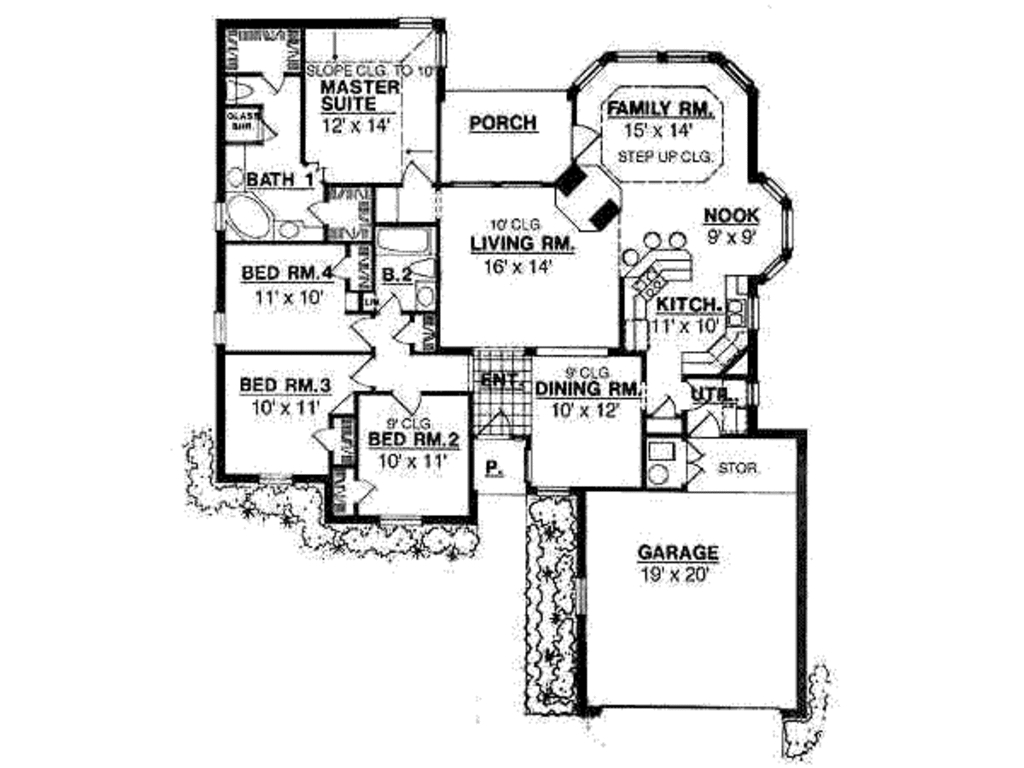 SLOPE CLG. TO 10'
MASTER
SUITE
12' x 14'
GLASS
SHR.
BATH 1
PORCH
FAMILY RM.
15' x 14'
STEP UP CLG.
NOOK
9' x 9'
10' CLG
LIVING RM.
16' x 14'
BED RM.4
11' x 10'
B.2
LIN
KITCH.
11' x 10'
BED RM.3
10' x 11'
9' CLG.
BED RM.2
10' x 11'
ENT.
9' CLG
DINING RM.
10' x 12'
UTIL.
P.
STOR.
GARAGE
19' x 20'